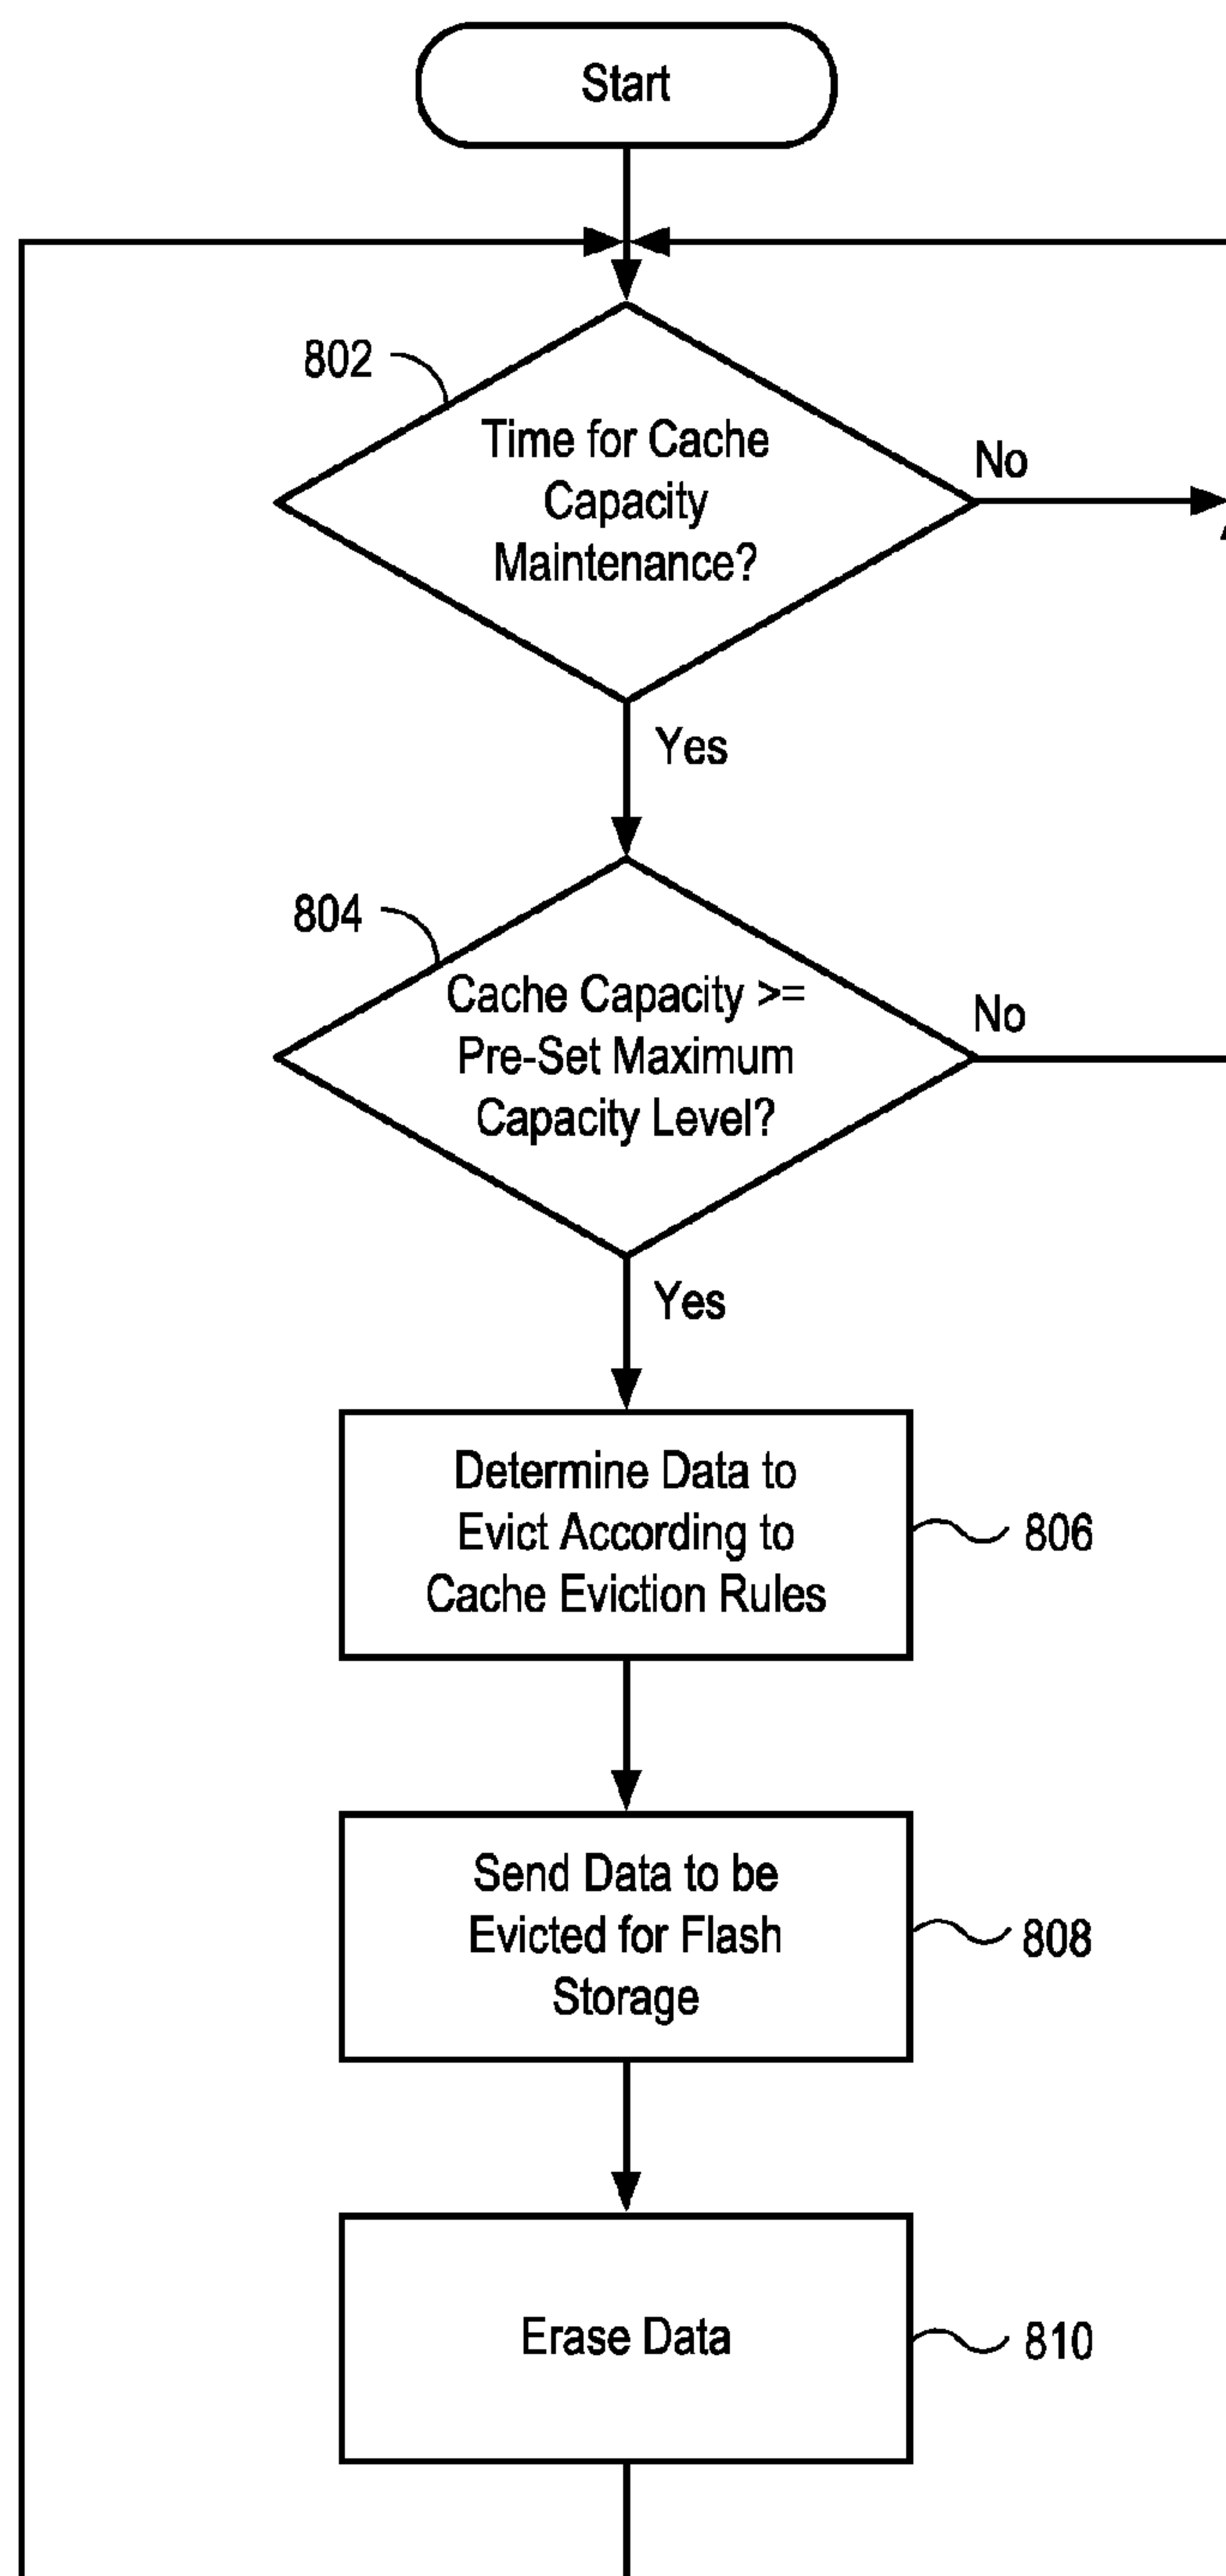 Start
802
Time for Cache
Capacity
Maintenance?
No
Yes
804
Cache Capacity >=
Pre-Set Maximum
Capacity Level?
No
Yes
Determine Data to
Evict According to
Cache Eviction Rules
806
Send Data to be
Evicted for Flash
Storage
808
Erase Data
810